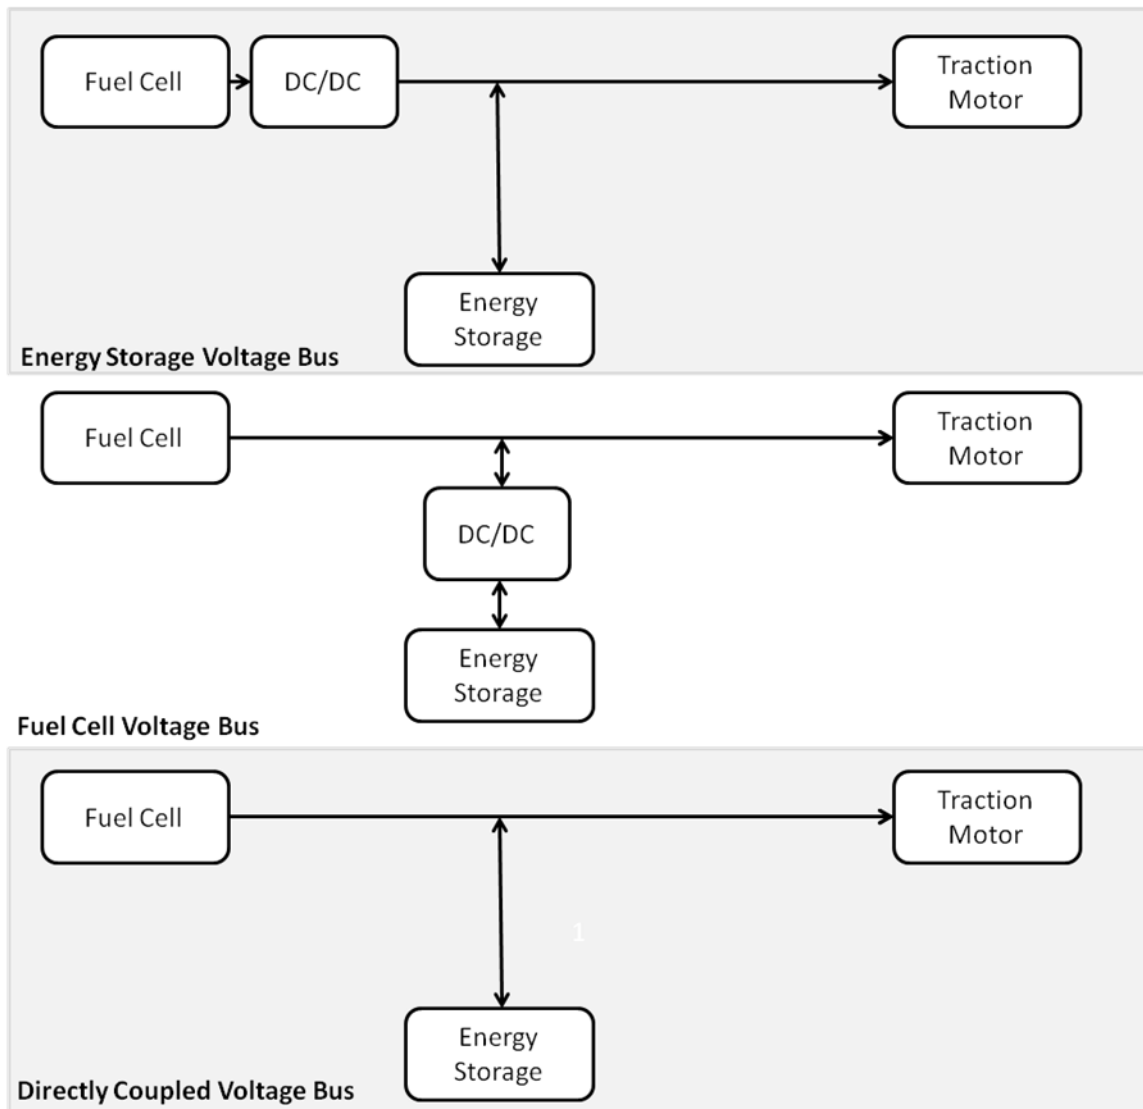 Fuel Cell
DC/DC
Traction
Motor
Energy
Storage
Energy Storage Voltage Bus
Fuel Cell
Traction
Motor
DC/DC
Energy
Storage
Fuel Cell Voltage Bus
Fuel Cell
Traction
Motor
1
Energy
Storage
Directly Coupled Voltage Bus